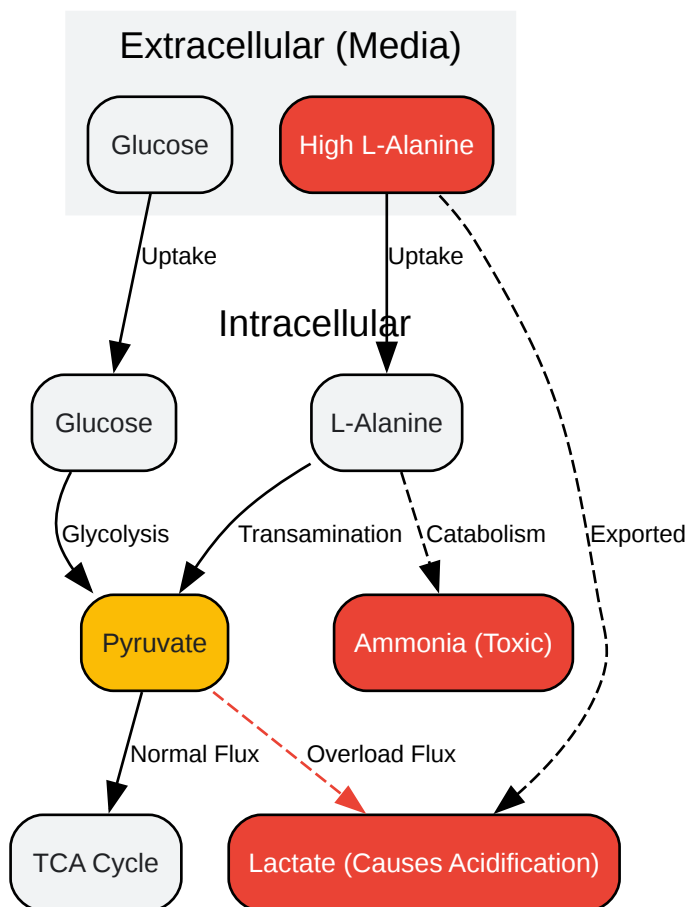 Extracellular (Media)
Glucose
High L-Alanine
Uptake
Uptake
Intracellular
Glucose
L-Alanine
Glycolysis
Transamination
Catabolism
Exported
Pyruvate
Ammonia (Toxic)
Normal Flux
Overload Flux
TCA Cycle
Lactate (Causes Acidification)